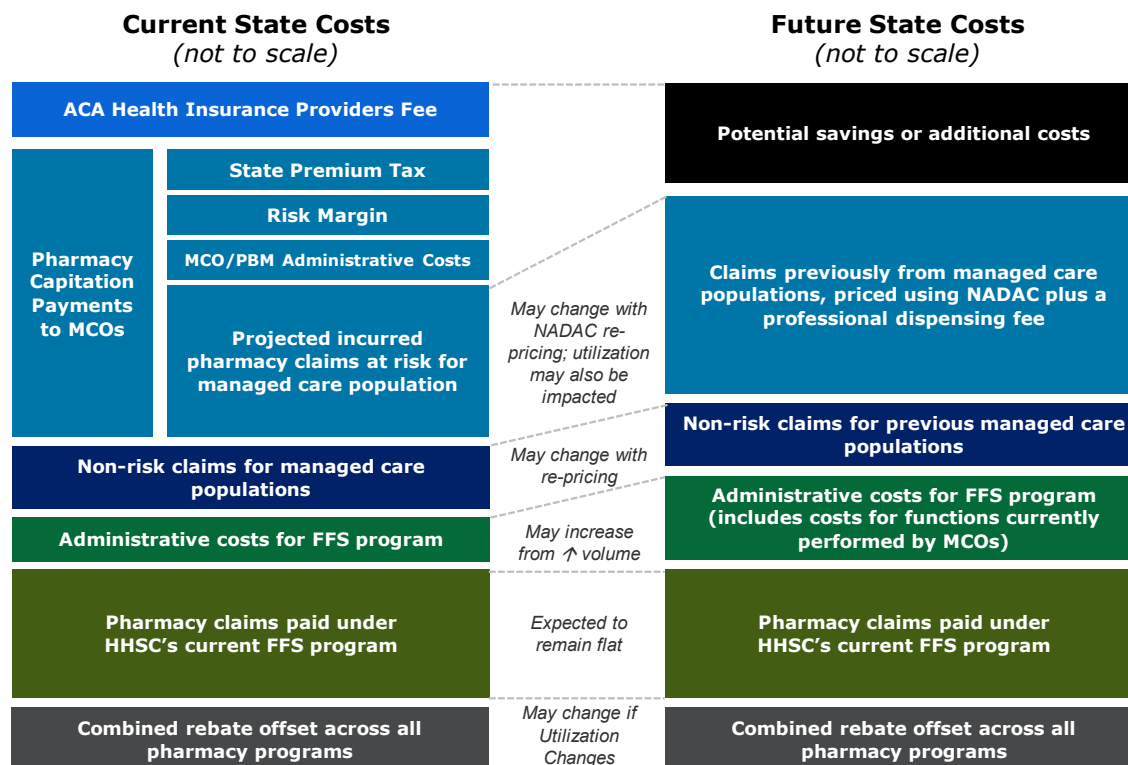 Current State Costs
(not to scale)
ACA Health Insurance Providers Fee
Pharmacy
Capitation
Payments
to MCOs
State Premium Tax
Risk Margin
MCO/PBM Administrative Costs
Projected incurred
pharmacy claims at risk for
managed care population
Non-risk claims for managed care
populations
Administrative costs for FFS program
Pharmacy claims paid under
HHSC’s current FFS program
Combined rebate offset across all
pharmacy programs
May change with
NADAC re-
pricing; utilization
may also be
impacted
May change with
re-pricing
May increase
from ↑ volume
Expected to
remain flat
May change if
Utilization
Changes
Future State Costs
(not to scale)
Potential savings or additional costs
Claims previously from managed care
populations, priced using NADAC plus a
professional dispensing fee
Non-risk claims for previous managed care
populations
Administrative costs for FFS program
(includes costs for functions currently
performed by MCOs)
Pharmacy claims paid under
HHSC’s current FFS program
Combined rebate offset across all
pharmacy programs